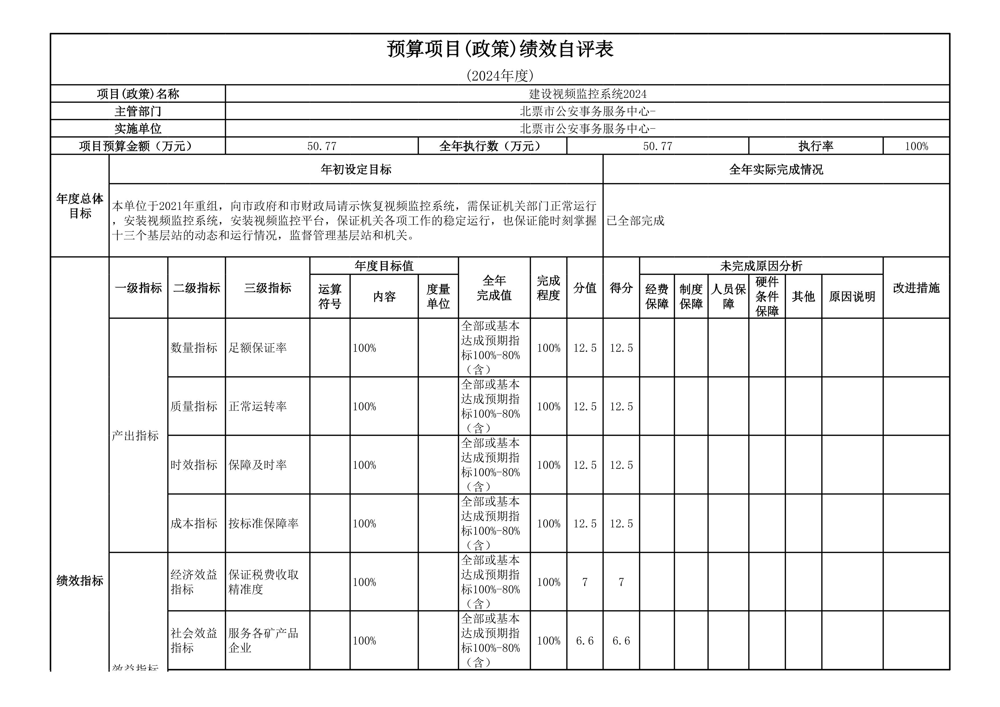 预算项目(政策)绩效自评表
(2024年度)
项目(政策)名称 建设视频监控系统2024
主管部门 北票市公安事务服务中心-
实施单位 北票市公安事务服务中心-
项目预算金额（万元） 50.77 全年执行数（万元） 50.77 执行率 100%
年度总体
目标
年初设定目标 全年实际完成情况
本单位于2021年重组，向市政府和市财政局请示恢复视频监控系统，需保证机关部门正常运行
，安装视频监控系统，安装视频监控平台，保证机关各项工作的稳定运行，也保证能时刻掌握
十三个基层站的动态和运行情况，监督管理基层站和机关。
已全部完成
绩效指标
一级指标 二级指标 三级指标
年度目标值
运算
符号
内容
度量
单位
全年
完成值
完成
程度
分值 得分
未完成原因分析
经费
保障
制度
保障
人员保
障
硬件
条件
保障
其他
原因说明
改进措施
产出指标
数量指标 足额保证率 100%
全部或基本
达成预期指
标100%-80%
（含）
100% 12.5 12.5
质量指标 正常运转率 100%
全部或基本
达成预期指
标100%-80%
（含）
100% 12.5 12.5
时效指标 保障及时率 100%
全部或基本
达成预期指
标100%-80%
（含）
100% 12.5 12.5
成本指标 按标准保障率 100%
全部或基本
达成预期指
标100%-80%
（含）
100% 12.5 12.5
效益指标
经济效益
指标
保证税费收取
精准度
100%
全部或基本
达成预期指
标100%-80%
（含）
100% 7 7
社会效益
指标
服务各矿产品
企业
100%
全部或基本
达成预期指
标100%-80%
（含）
100% 6.6 6.6